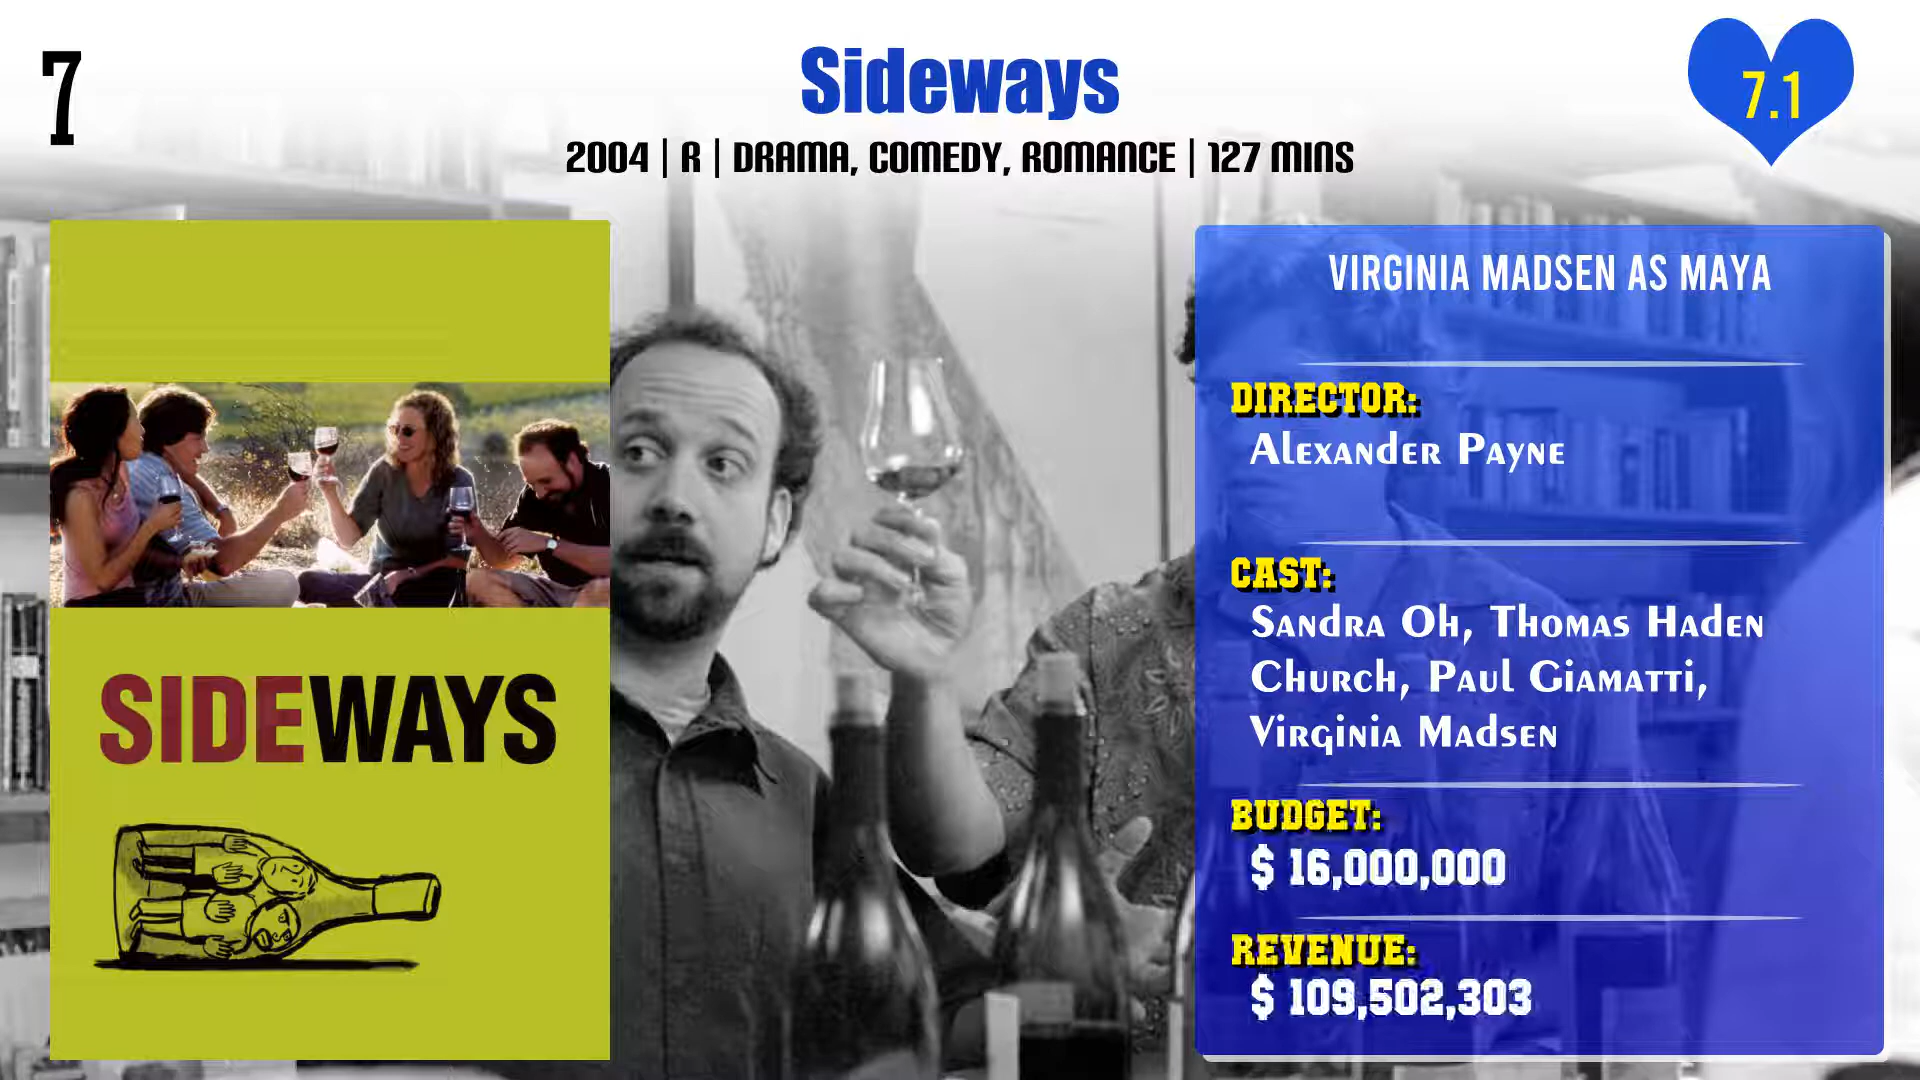 7
Sideways
7.1
2004 | R | DRAMA, COMEDY, ROMANCE | 127 MINS
SIDEWAYS
VIRGINIA MADSEN AS MAYA
DIRECTOR:
Alexander Payne
CAST:
Sandra Oh, Thomas Haden
Church, Paul Giamatti,
Virginia Madsen
BUDGET:
$ 16,000,000
REVENUE:
$ 109,502,303